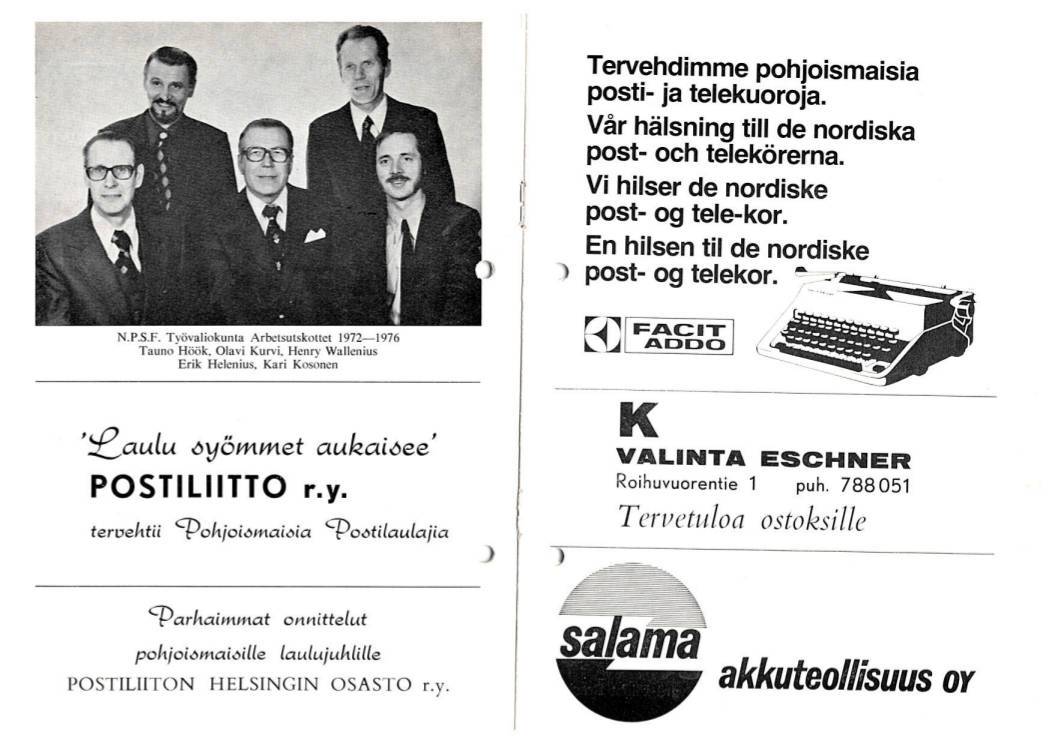 N.P.S.F. Työvaliokunta Arbetsutskottet 1972—1976
Tauno Höök, Olavi Kurvi, Henry Wallenius
Erik Helenius, Kari Kosonen
'Laulu syömmet aukaisee'
POSTILIITTO r.y.
tervehtii Pohjoismaisia Postilaulajia
Parhaimmat onnittelut
pohjoismaisille laulujuhlille
POSTILIITON HELSINGIN OSASTO r.y.
Tervehdimme pohjoismaisia
posti- ja telekuoroja.
Vår hälsning till de nordiska
post- och telekörerna.
Vi hilser de nordiske
post- og tele-kor.
En hilsen til de nordiske
post- og telekor.
FACIT
ADDO
K
VALINTA ESCHNER
Roihuvuorentie 1 puh. 788051
Tervetuloa ostoksille
salama
akkuteollisuus OY